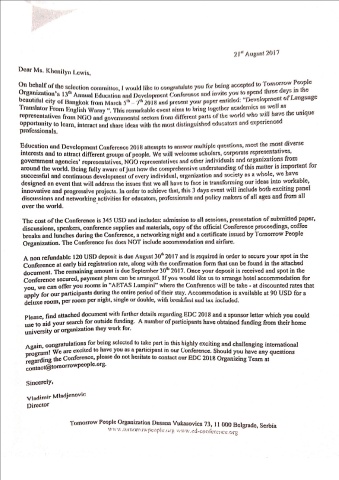 21st August 2017
Dear Ms. Khenilyn Lewis,
On behalf of the selection committee, I would like to congratulate you for being accepted to Tomorrow People
Organization's 13th Annual Education and Development Conference and invite you to spend three days in the
beautiful city of Bangkok from March 5th – 7th 2018 and present your paper entitled: "Development of Language
Translator From English Waray ". This remarkable event aims to bring together academics as well as
representatives from NGO and governmental sectors from different parts of the world who will have the unique
opportunity to learn, interact and share ideas with the most distinguished educators and experienced
professionals.
Education and Development Conference 2018 attempts to answer multiple questions, meet the most diverse
interests and to attract different groups of people. We will welcome scholars, corporate representatives,
government agencies' representatives, NGO representatives and other individuals and organizations from
around the world. Being fully aware of just how the comprehensive understanding of this matter is important for
successful and continuous development of every individual, organization and society as a whole, we have
designed an event that will address the issues that we all have to face in transforming our ideas into workable,
innovative and progressive projects. In order to achieve that, this 3 days event will include both exciting panel
discussions and networking activities for educators, professionals and policy makers of all ages and from all
over the world.
The cost of the Conference is 345 USD and includes: admission to all sessions, presentation of submitted paper,
discussions, speakers, conference supplies and materials, copy of the official Conference proceedings, coffee
breaks and lunches during the Conference, a networking night and a certificate issued by Tomorrow People
Organization. The Conference fee does NOT include accommodation and airfare.
A non refundable 120 USD deposit is due August 30th 2017 and is required in order to secure your spot in the
Conference at early bid registration rate, along with the confirmation form that can be found in the attached
document. The remaining amount is due September 30th 2017. Once your deposit is received and spot in the
Conference secured, payment plans can be arranged. If you would like us to arrange hotel accommodation for
you, we can offer you rooms in "AETAS Lumpini" where the Conference will be take - at discounted rates that
apply for our participants during the entire period of their stay. Accommodation is available at 90 USD for a
deluxe room, per room per night, single or double, with breakfast and tax included.
Please, find attached document with further details regarding EDC 2018 and a sponsor letter which you could
use to aid your search for outside funding. A number of participants have obtained funding from their home
university or organization they work for.
Again, congratulations for being selected to take part in this highly exciting and challenging international
program! We are excited to have you as a participant in our Conference. Should you have any questions
regarding the Conference, please do not hesitate to contact our EDC 2018 Organizing Team at
contact@tomorrowpeople.org.
Sincerely,
Vladimir Mladjenovic
Director
Tomorrow People Organization Dusana Vukasovica 73, 11 000 Belgrade, Serbia
www.tomorrowpeople.org www.ed-conference.org